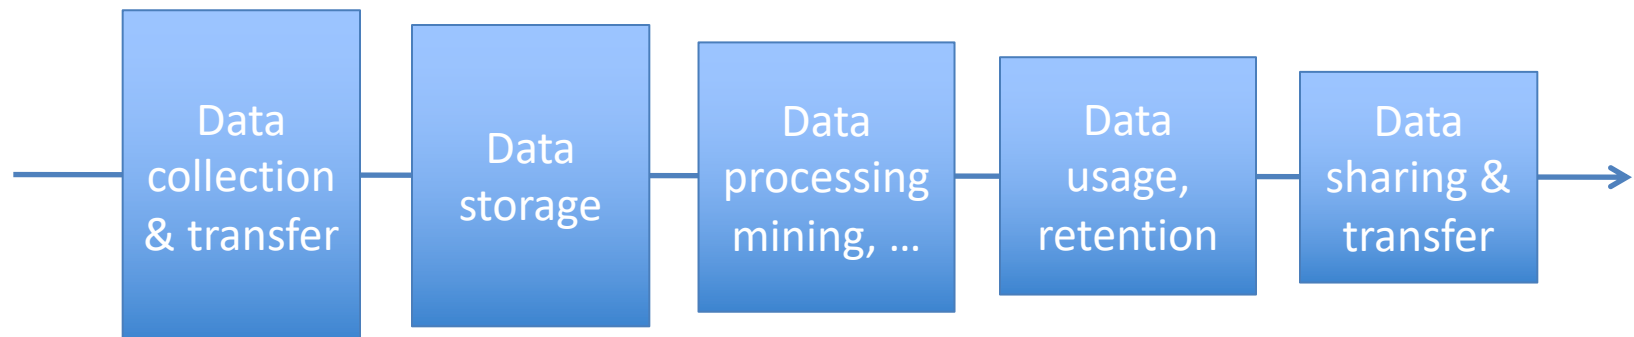 Data
collection
& transfer
Data
storage
Data
processing
mining, ...
Data
usage,
retention
Data
sharing &
transfer